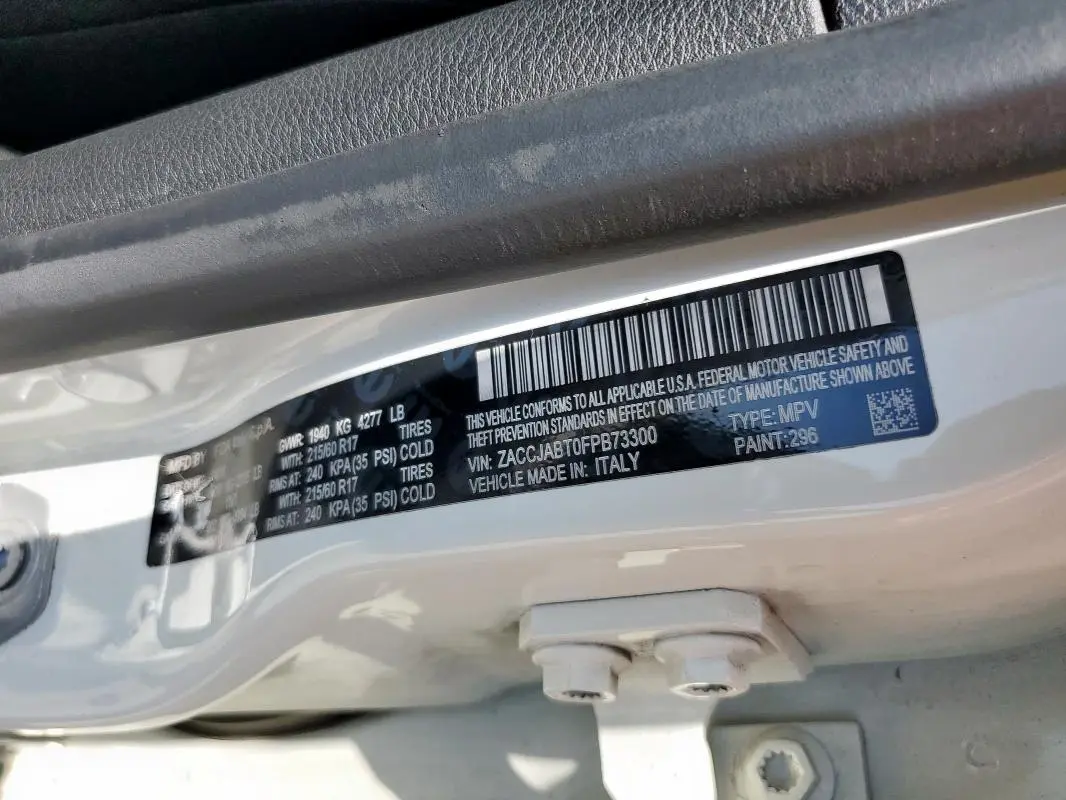 MFD BY
GVWR: 1940 KG 4277 LB
WITH: 215/60 R17 TIRES
RIMS AT: 240 KPA(35 PSI) COLD
WITH: 215/60 R17 TIRES
RIMS AT: 240 KPA(35 PSI) COLD
THIS VEHICLE CONFORMS TO ALL APPLICABLE U.S.A. FEDERAL MOTOR VEHICLE SAFETY AND
THEFT PREVENTION STANDARDS IN EFFECT ON THE DATE OF MANUFACTURE SHOWN ABOVE
VIN: ZACCJABT0FPB73300 TYPE: MPV
VEHICLE MADE IN: ITALY PAINT: 296